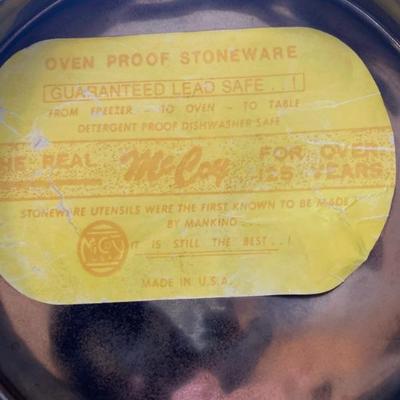 OVEN PROOF STONEWARE
GUARANTEED LEAD SAFE . . !
FROM FREEZER - TO OVEN - TO TABLE
DETERGENT PROOF DISHWASHER SAFE
HE REAL McCoy FOR OVER
125 YEARS
STONEWARE UTENSILS WERE THE FIRST KNOWN TO BE MADE
BY MANKIND . . .
IT IS STILL THE BEST . . !
McCOY
MADE IN U.S.A.